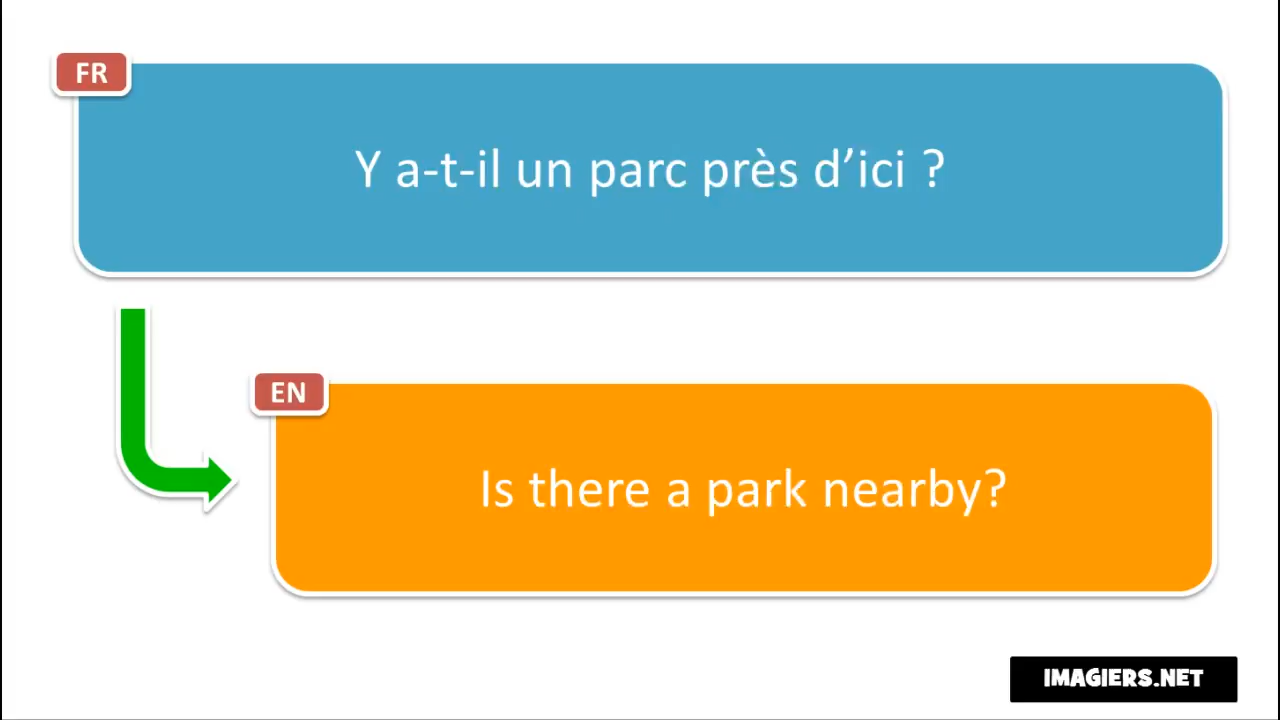 FR
Y a-t-il un parc près d’ici ?
EN
Is there a park nearby?
IMAGIERS.NET